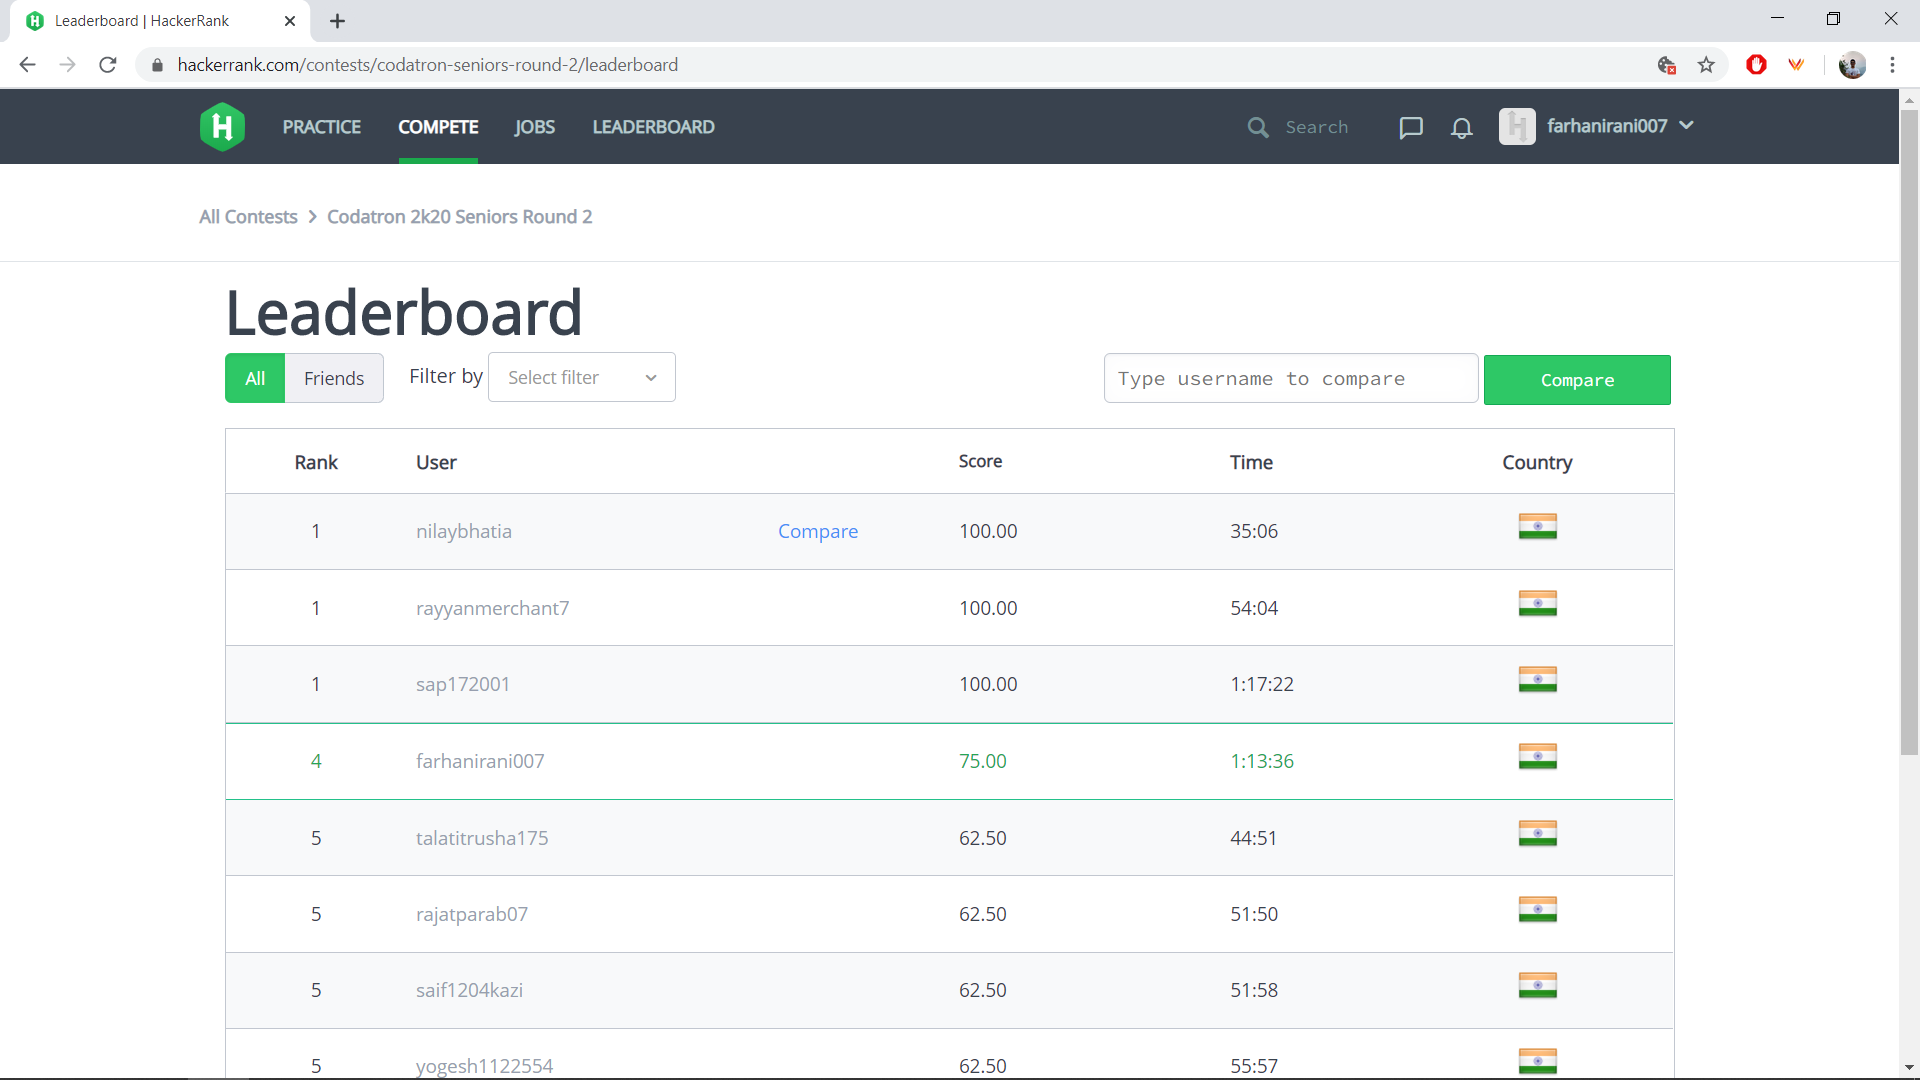 Leaderboard | HackerRank
hackerrank.com/contests/codatron-seniors-round-2/leaderboard
H PRACTICE COMPETE JOBS LEADERBOARD Search H farhanirani007
All Contests > Codatron 2k20 Seniors Round 2
Leaderboard
All Friends Filter by Select filter Type username to compare Compare
Rank User Score Time Country
1 nilaybhatia Compare 100.00 35:06
1 rayyanmerchant7 100.00 54:04
1 sap172001 100.00 1:17:22
4 farhanirani007 75.00 1:13:36
5 talatitrusha175 62.50 44:51
5 rajatparab07 62.50 51:50
5 saif1204kazi 62.50 51:58
5 yogesh1122554 62.50 55:57